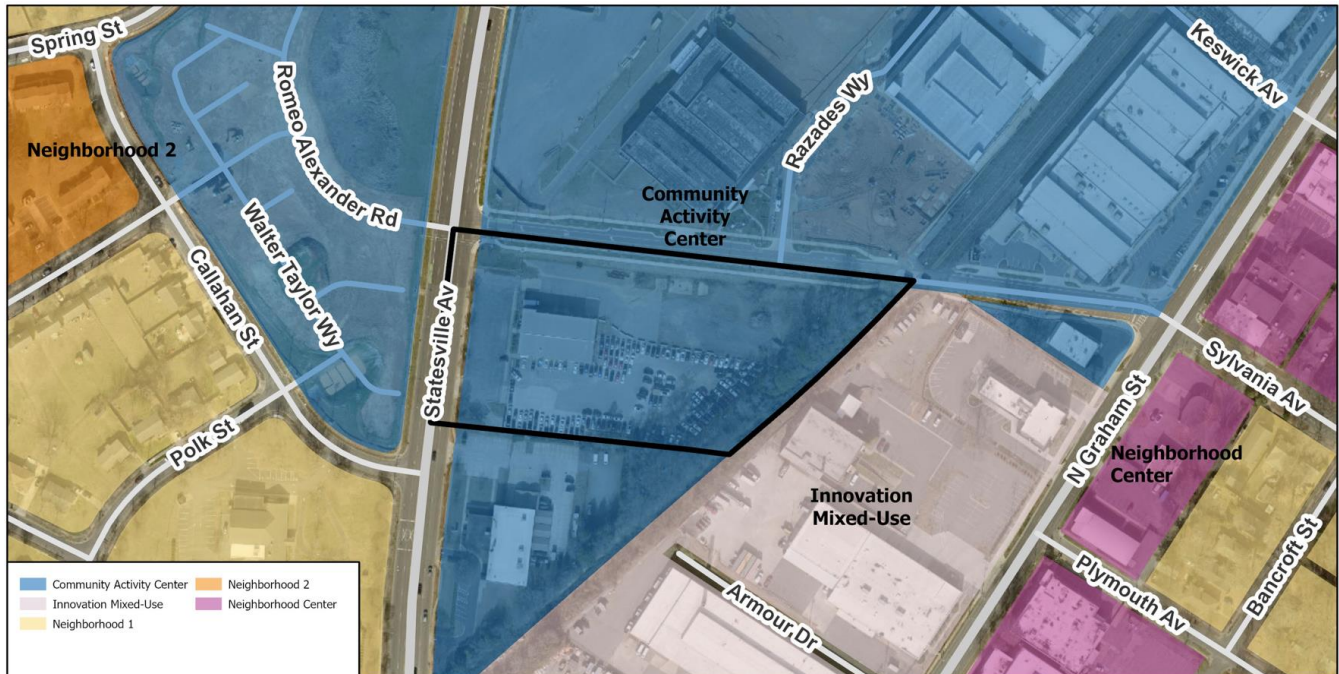 Spring St
Keswick Av
Romeo Alexander Rd
Razades Wy
Neighborhood 2
Community
Activity
Center
Walter Taylor Wy
Callahan St
Statesville Av
Sylvania Av
N Graham St
Polk St
Neighborhood
Center
Innovation
Mixed-Use
Bancroft St
Plymouth Av
Armour Dr
Community Activity Center
Neighborhood 2
Innovation Mixed-Use
Neighborhood Center
Neighborhood 1